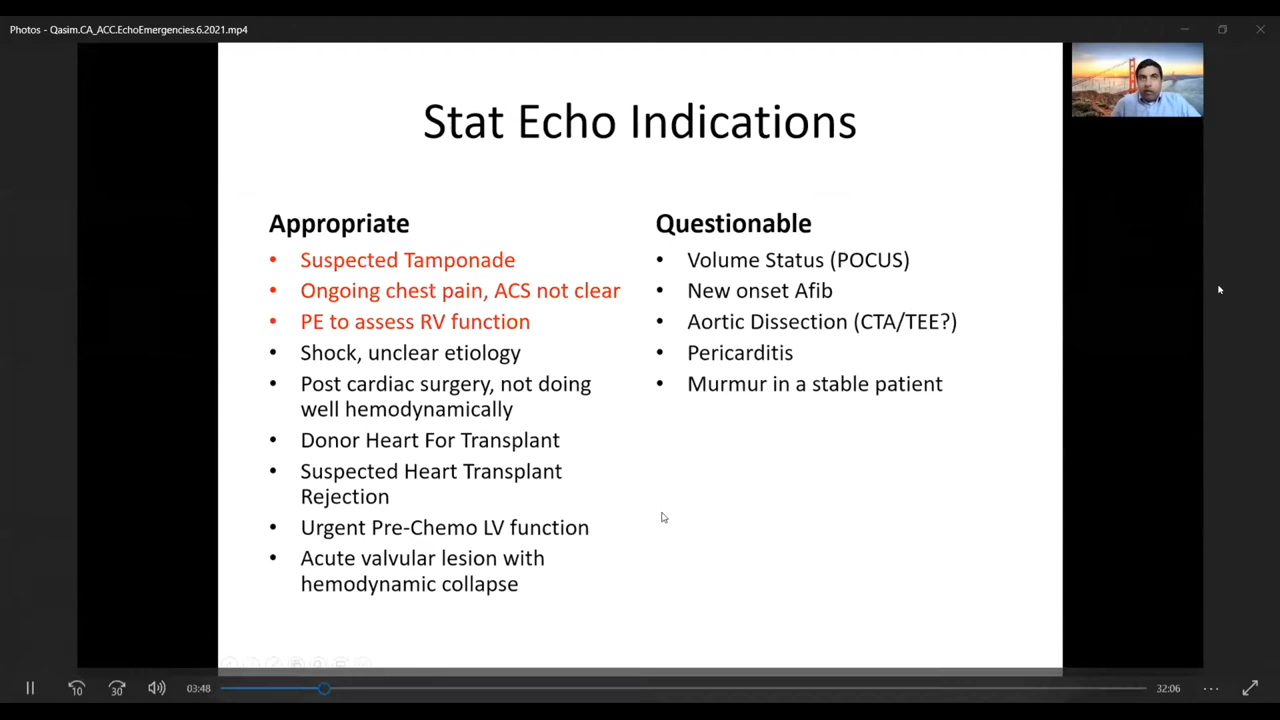 Photos - Qasim.CA_ACC.EchoEmergencies.6.2021.mp4
Stat Echo Indications
Appropriate
• Suspected Tamponade
• Ongoing chest pain, ACS not clear
• PE to assess RV function
• Shock, unclear etiology
• Post cardiac surgery, not doing
well hemodynamically
• Donor Heart For Transplant
• Suspected Heart Transplant
Rejection
• Urgent Pre-Chemo LV function
• Acute valvular lesion with
hemodynamic collapse
Questionable
• Volume Status (POCUS)
• New onset Afib
• Aortic Dissection (CTA/TEE?)
• Pericarditis
• Murmur in a stable patient
10
30
03:48
32:06